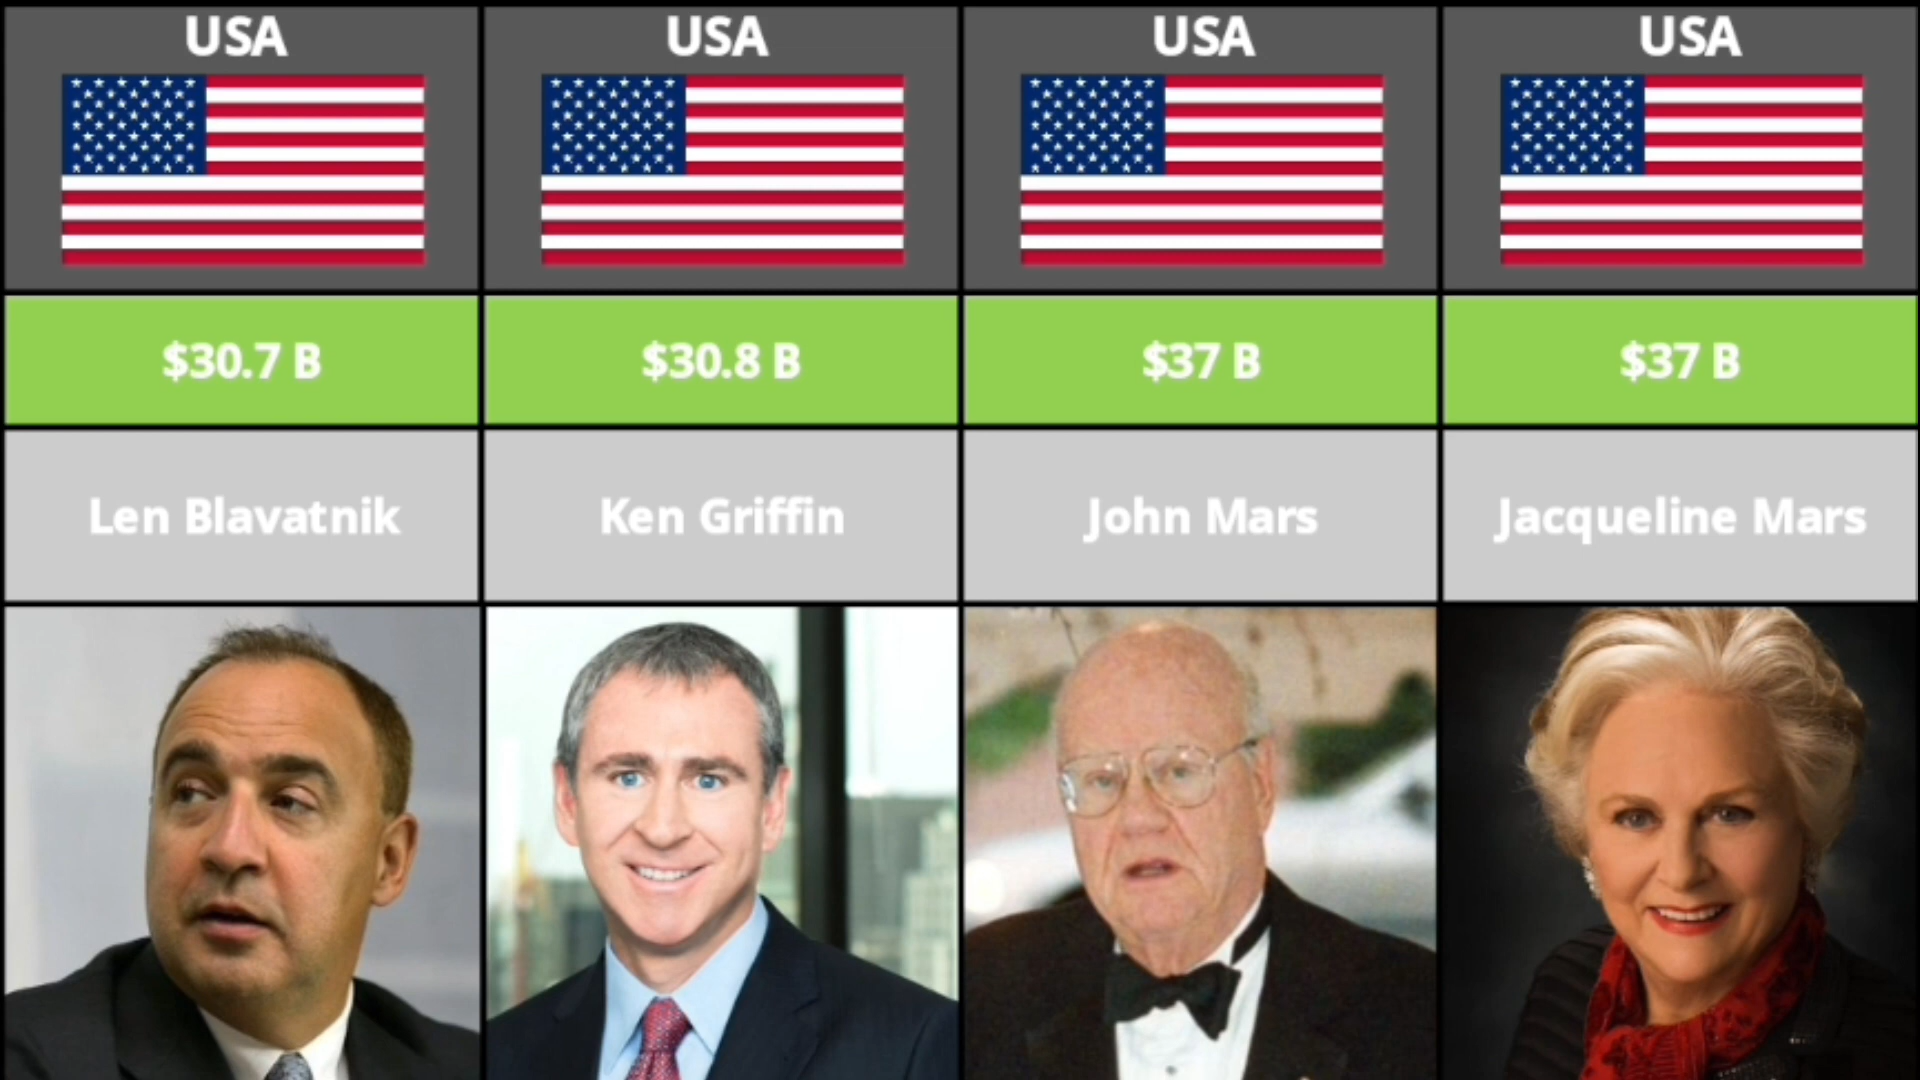 USA
USA
USA
USA
$30.7 B
$30.8 B
$37 B
$37 B
Len Blavatnik
Ken Griffin
John Mars
Jacqueline Mars